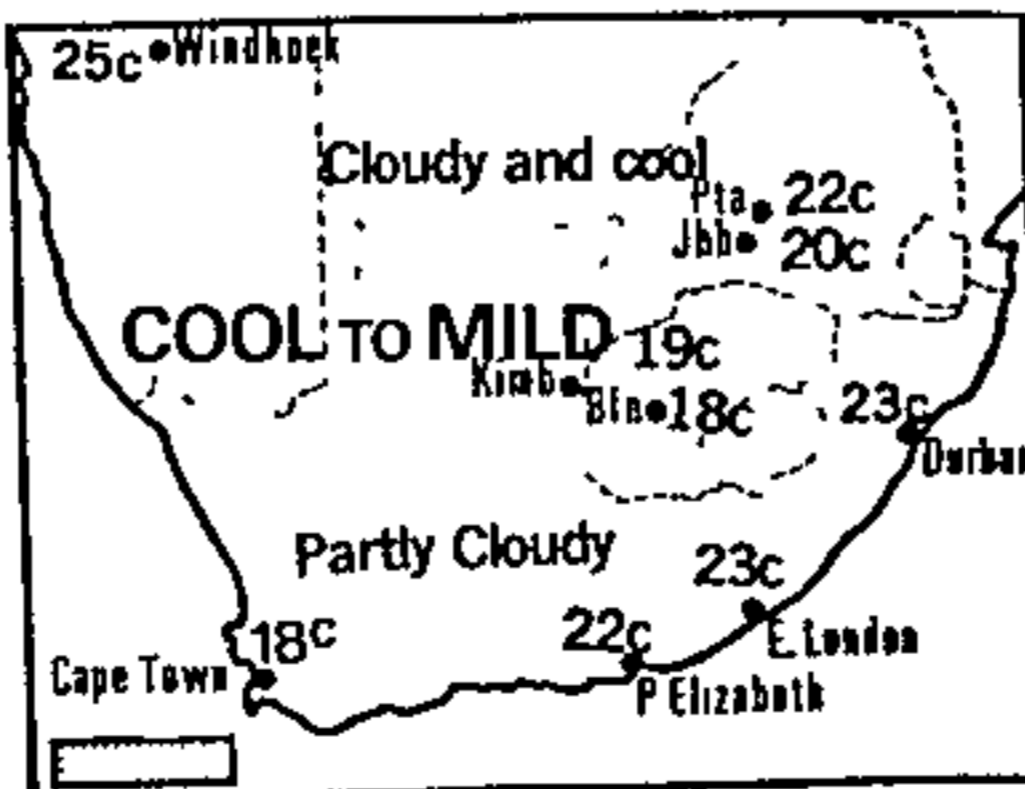 25c Windhoek
Cloudy and cool
Pta 22c
Jhb 20c
COOL TO MILD
19c
Kimb
Bfn 18c
23c
Durban
Partly Cloudy
23c
E. London
18c
22c
Cape Town
P Elizabeth